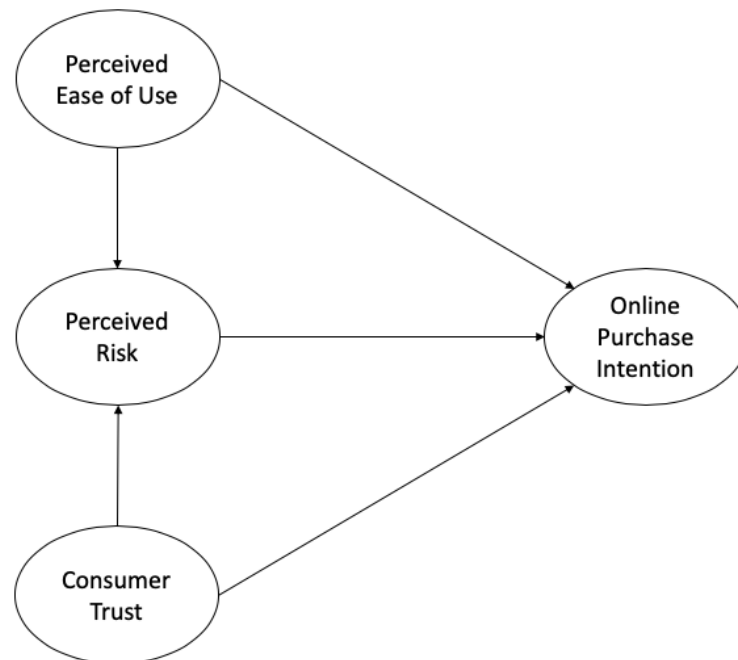 Perceived
Ease of Use
Perceived
Risk
Online
Purchase
Intention
Consumer
Trust